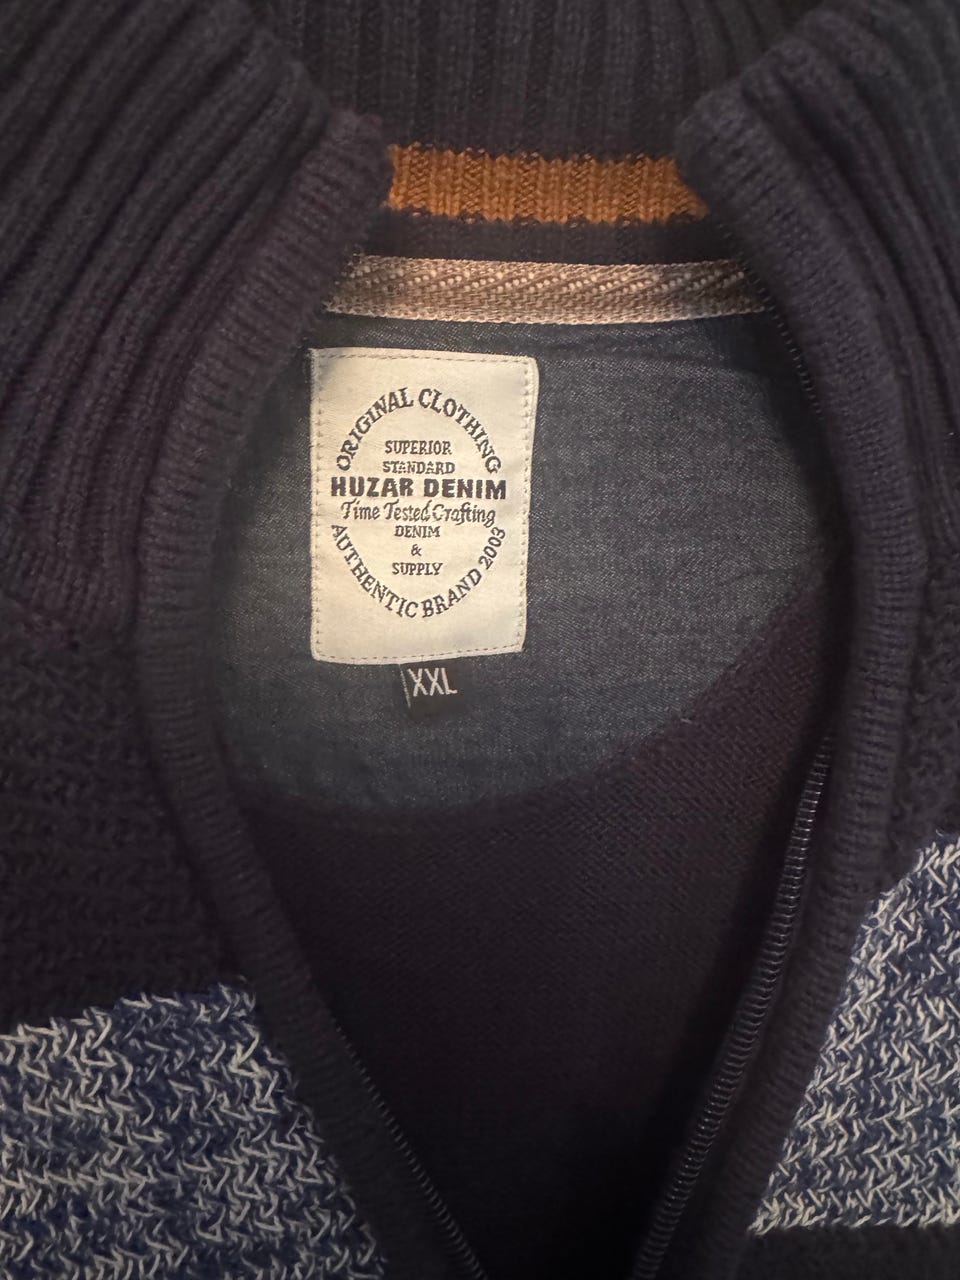 ORIGINAL CLOTHING
SUPERIOR
STANDARD
HUZAR DENIM
Time Tested Crafting
DENIM
&
SUPPLY
AUTHENTIC BRAND 2003
XXL